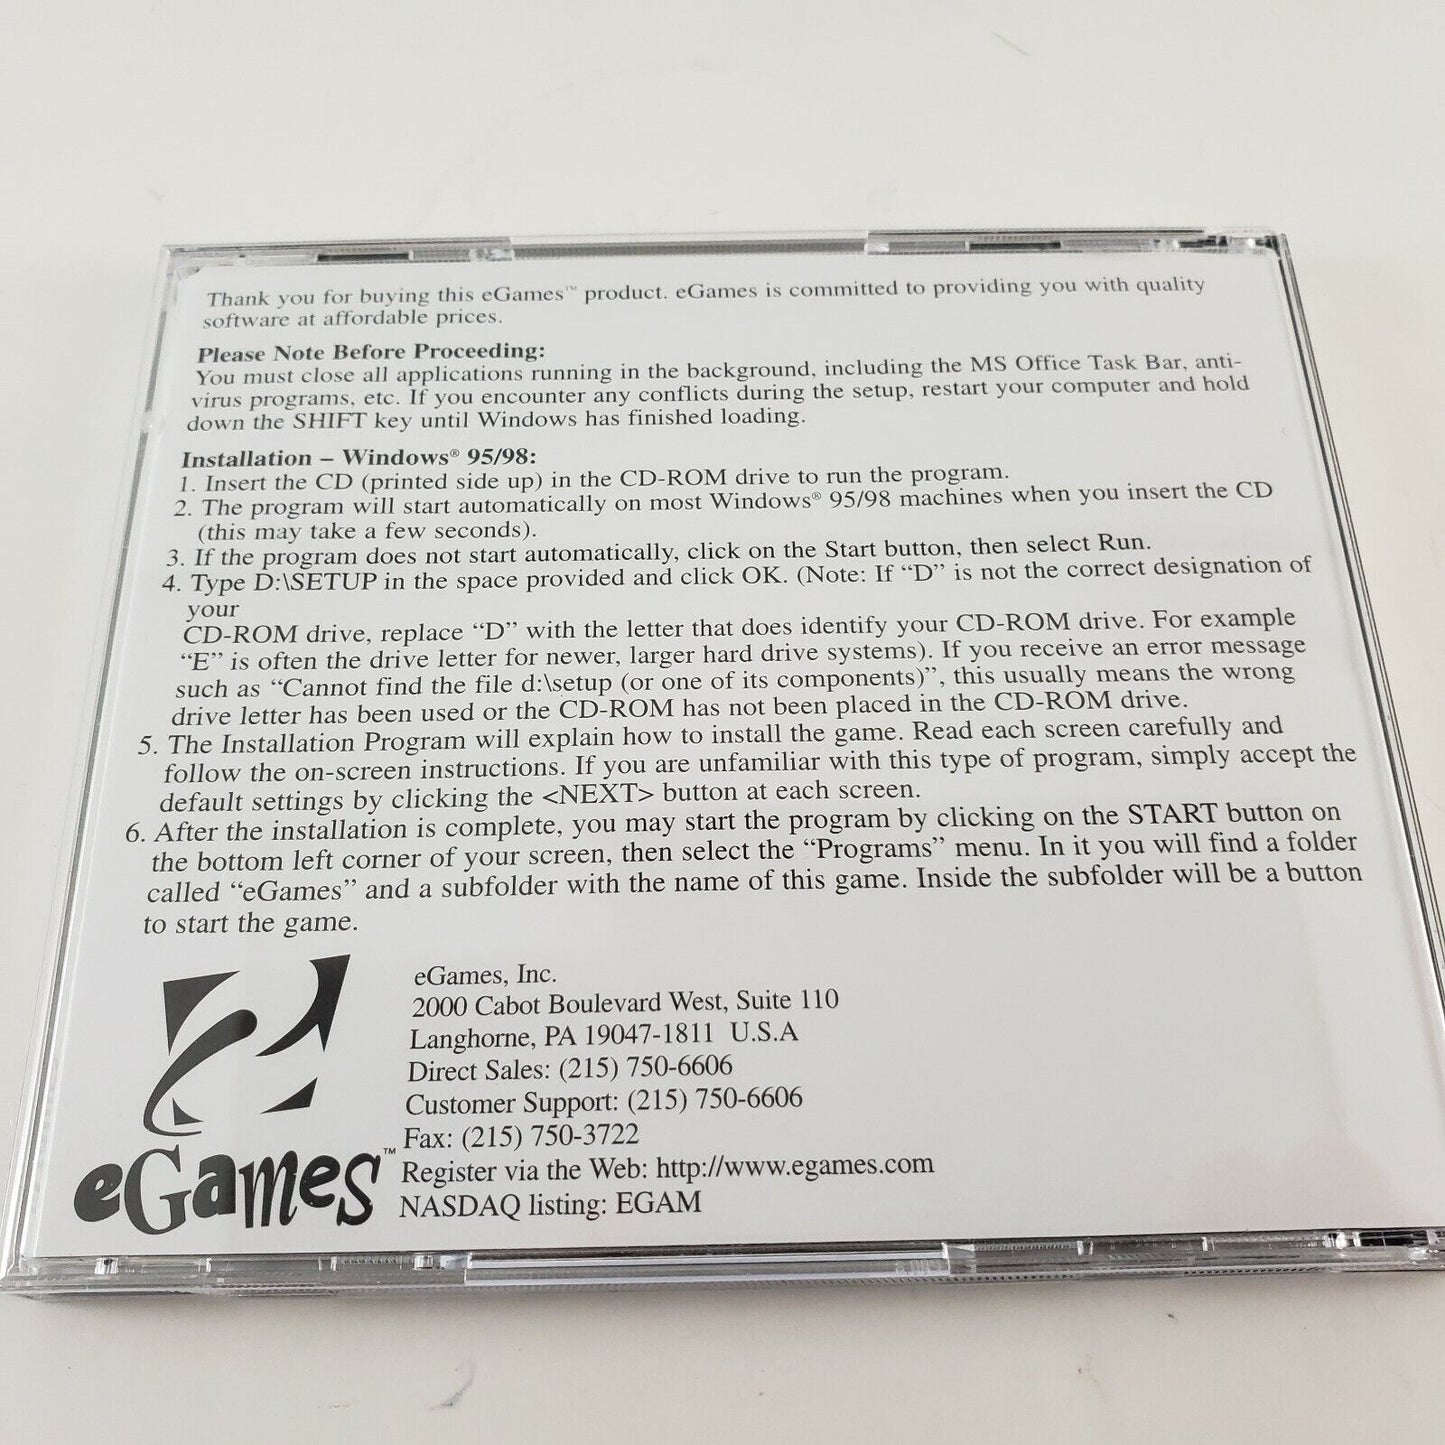 Thank you for buying this eGames™ product. eGames is committed to providing you with quality
software at affordable prices.
Please Note Before Proceeding:
You must close all applications running in the background, including the MS Office Task Bar, anti-
virus programs, etc. If you encounter any conflicts during the setup, restart your computer and hold
down the SHIFT key until Windows has finished loading.
Installation – Windows® 95/98:
1. Insert the CD (printed side up) in the CD-ROM drive to run the program.
2. The program will start automatically on most Windows® 95/98 machines when you insert the CD
(this may take a few seconds).
3. If the program does not start automatically, click on the Start button, then select Run.
4. Type D:\SETUP in the space provided and click OK. (Note: If “D” is not the correct designation of
your
CD-ROM drive, replace “D” with the letter that does identify your CD-ROM drive. For example
“E” is often the drive letter for newer, larger hard drive systems). If you receive an error message
such as “Cannot find the file d:\setup (or one of its components)”, this usually means the wrong
drive letter has been used or the CD-ROM has not been placed in the CD-ROM drive.
5. The Installation Program will explain how to install the game. Read each screen carefully and
follow the on-screen instructions. If you are unfamiliar with this type of program, simply accept the
default settings by clicking the <NEXT> button at each screen.
6. After the installation is complete, you may start the program by clicking on the START button on
the bottom left corner of your screen, then select the “Programs” menu. In it you will find a folder
called “eGames” and a subfolder with the name of this game. Inside the subfolder will be a button
to start the game.
eGames, Inc.
2000 Cabot Boulevard West, Suite 110
Langhorne, PA 19047-1811 U.S.A
Direct Sales: (215) 750-6606
Customer Support: (215) 750-6606
Fax: (215) 750-3722
Register via the Web: http://www.egames.com
NASDAQ listing: EGAM
eGames™